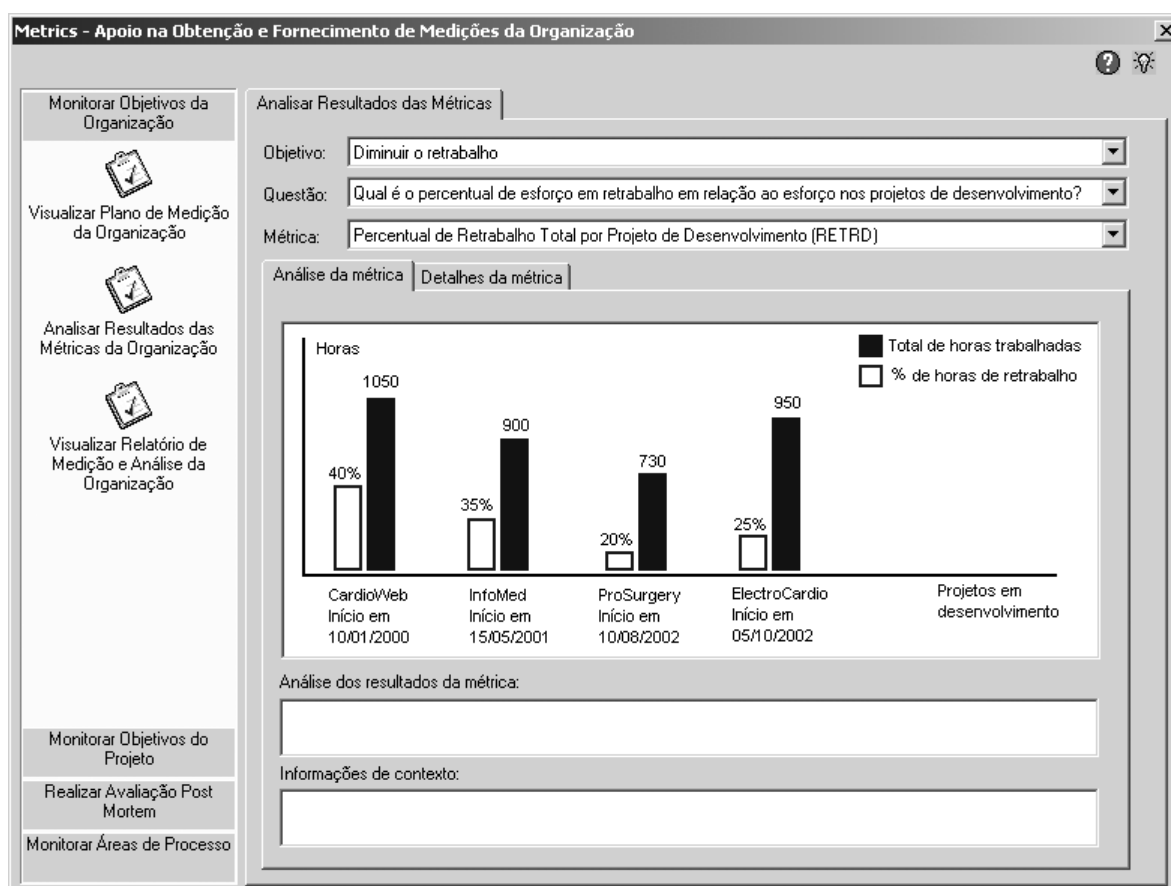 Metrics - Apoio na Obtenção e Fornecimento de Medições da Organização
Monitorar Objetivos da
Organização
Visualizar Plano de Medição
da Organização
Analisar Resultados das
Métricas da Organização
Visualizar Relatório de
Medição e Análise da
Organização
Monitorar Objetivos do
Projeto
Realizar Avaliação Post
Mortem
Monitorar Áreas de Processo
Analisar Resultados das Métricas
Objetivo: Diminuir o retrabalho
Questão: Qual é o percentual de esforço em retrabalho em relação ao esforço nos projetos de desenvolvimento?
Métrica: Percentual de Retrabalho Total por Projeto de Desenvolvimento (RETRD)
Análise da métrica Detalhes da métrica
Horas
Total de horas trabalhadas
% de horas de retrabalho
1050
40%
900
35%
730
20%
950
25%
CardioWeb
Início em
10/01/2000
InfoMed
Início em
15/05/2001
ProSurgery
Início em
10/08/2002
ElectroCardio
Início em
05/10/2002
Projetos em
desenvolvimento
Análise dos resultados da métrica:
Informações de contexto: